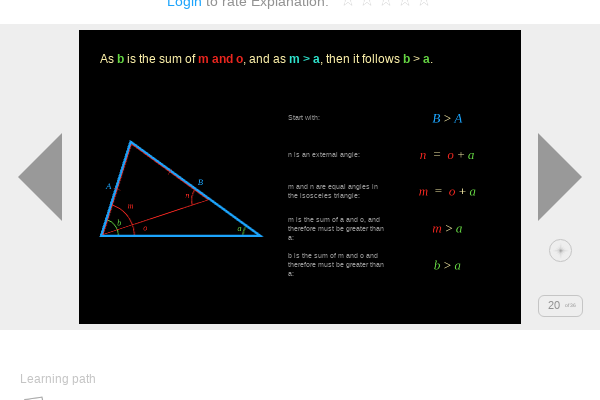 Login to rate Explanation:
As b is the sum of m and o, and as m > a, then it follows b > a.
Start with:
B > A
n is an external angle:
n = o + a
m and n are equal angles in
the isosceles triangle:
m = o + a
m is the sum of a and o, and
therefore must be greater than
a:
m > a
b is the sum of m and o and
therefore must be greater than
a:
b > a
A
B
m
n
b
o
a
20 of 36
Learning path